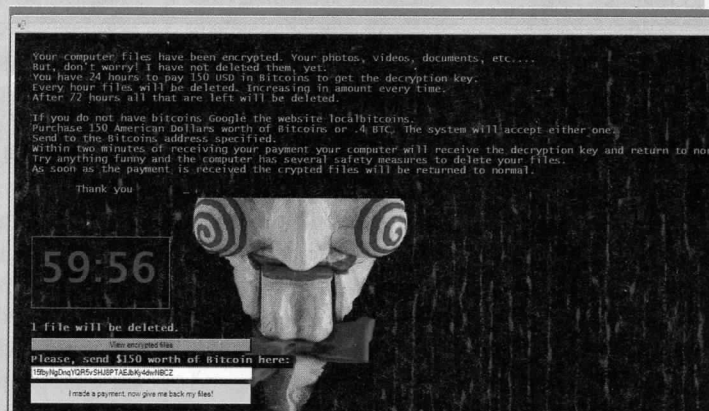 Your computer files have been encrypted. Your photos, videos, documents, etc....
But, don't worry! I have not deleted them, yet.
You have 24 hours to pay 150 USD in Bitcoins to get the decryption key.
Every hour files will be deleted. Increasing in amount every time.
After 72 hours all that are left will be deleted.
If you do not have bitcoins Google the website localbitcoins.
Purchase 150 American Dollars worth of Bitcoins or .4 BTC. The system will accept either one.
Send to the Bitcoins address specified.
Within two minutes of receiving your payment your computer will receive the decryption key and return to nor
Try anything funny and the computer has several safety measures to delete your files.
As soon as the payment is received the crypted files will be returned to normal.
Thank you
59:56
1 file will be deleted.
View encrypted files
Please, send $150 worth of Bitcoin here:
I made a payment, now give me back my files!